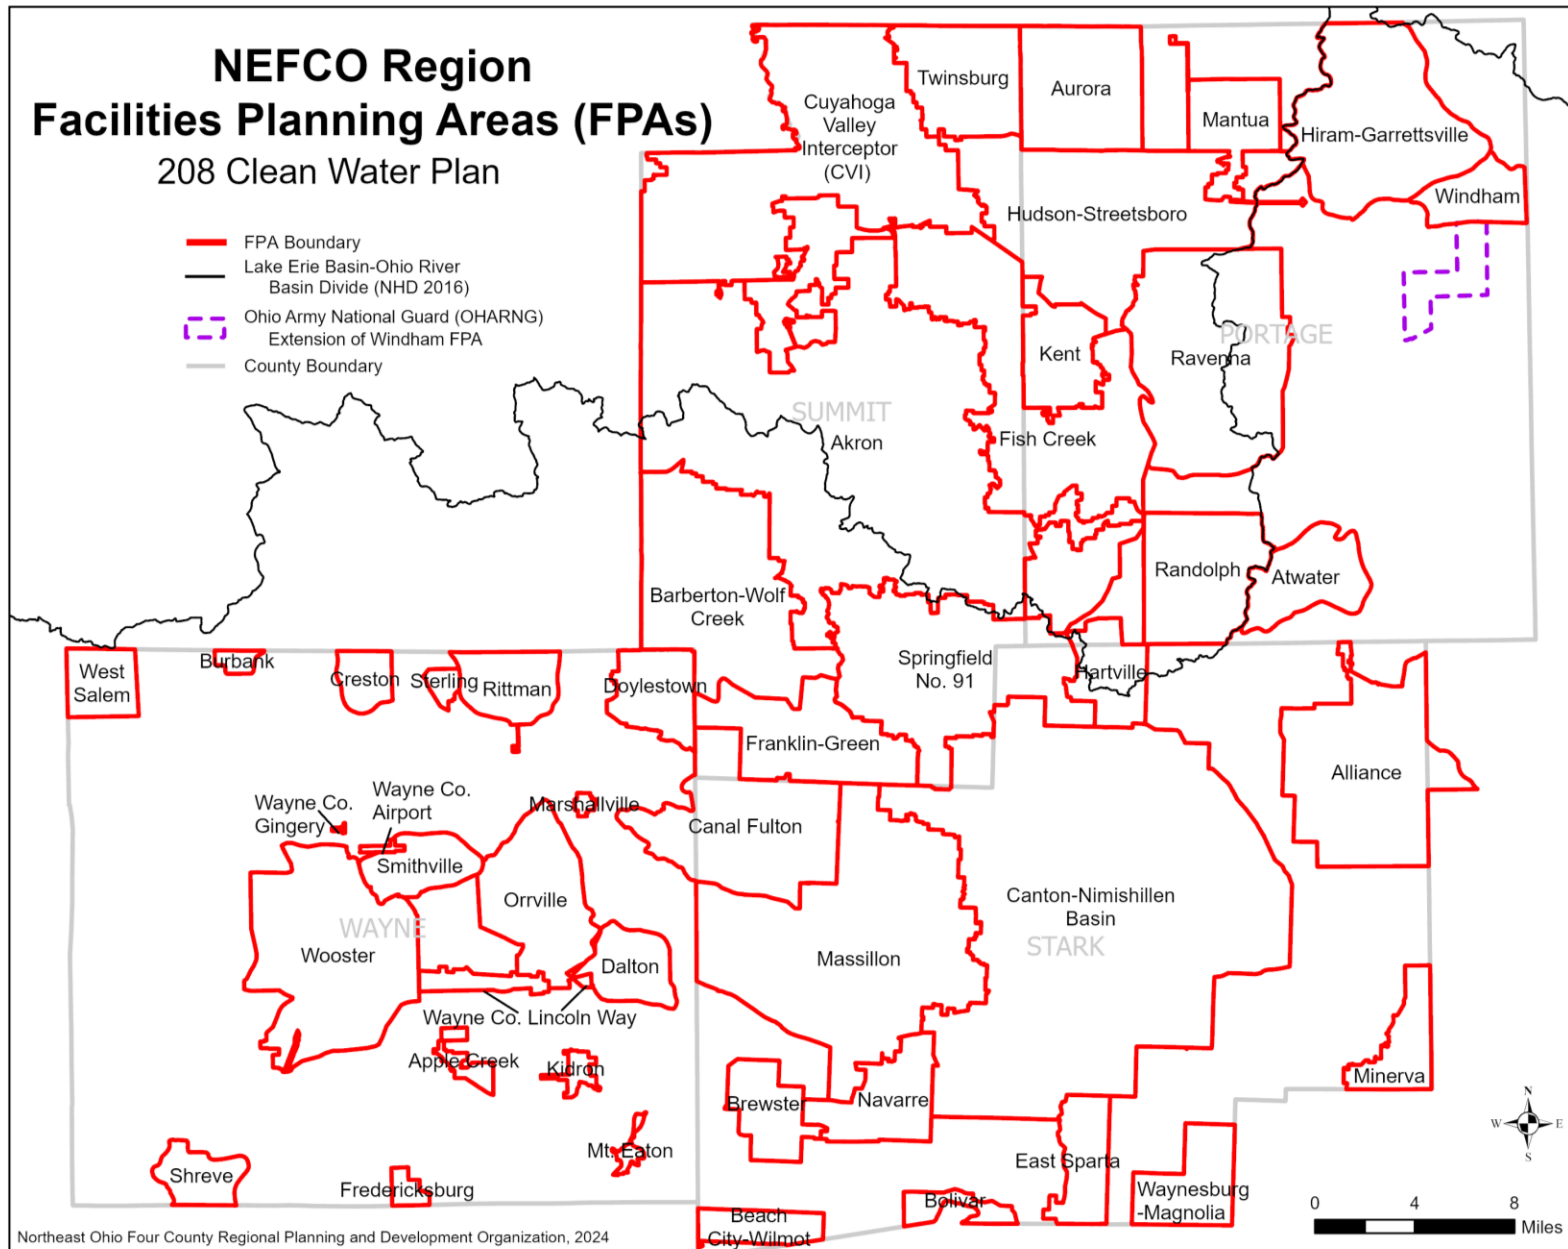 NEFCO Region
Facilities Planning Areas (FPAs)
208 Clean Water Plan
FPA Boundary
Lake Erie Basin-Ohio River
Basin Divide (NHD 2016)
Ohio Army National Guard (OHARNG)
Extension of Windham FPA
County Boundary
Cuyahoga
Valley
Interceptor
(CVI)
Twinsburg
Aurora
Mantua
Hiram-Garrettsville
Windham
Hudson-Streetsboro
PORTAGE
Kent
Ravenna
SUMMIT
Akron
Fish Creek
Barberton-Wolf
Creek
Randolph
Atwater
Springfield
No. 91
Hartville
West
Salem
Burbank
Creston
Sterling
Rittman
Doylestown
Franklin-Green
Alliance
Wayne Co.
Gingery
Wayne Co.
Airport
Marshallville
Canal Fulton
Smithville
Orrville
Canton-Nimishillen
Basin
WAYNE
STARK
Wooster
Dalton
Massillon
Wayne Co. Lincoln Way
Apple Creek
Kidron
Minerva
Brewster
Navarre
Mt. Eaton
East Sparta
Shreve
Fredericksburg
Bolivar
Waynesburg
-Magnolia
Beach
City-Wilmot
N
W
E
S
0 4 8
Miles
Northeast Ohio Four County Regional Planning and Development Organization, 2024